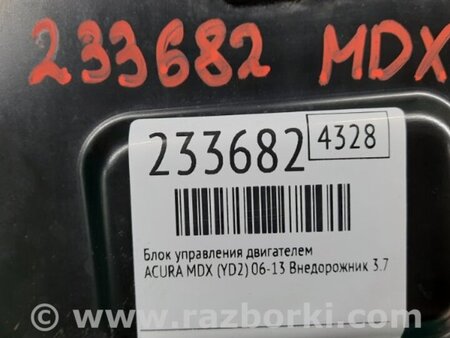 233682 MDX
233682 4328
Блок управления двигателем
ACURA MDX (YD2) 06-13 Внедорожник 3.7
www.razborki.com